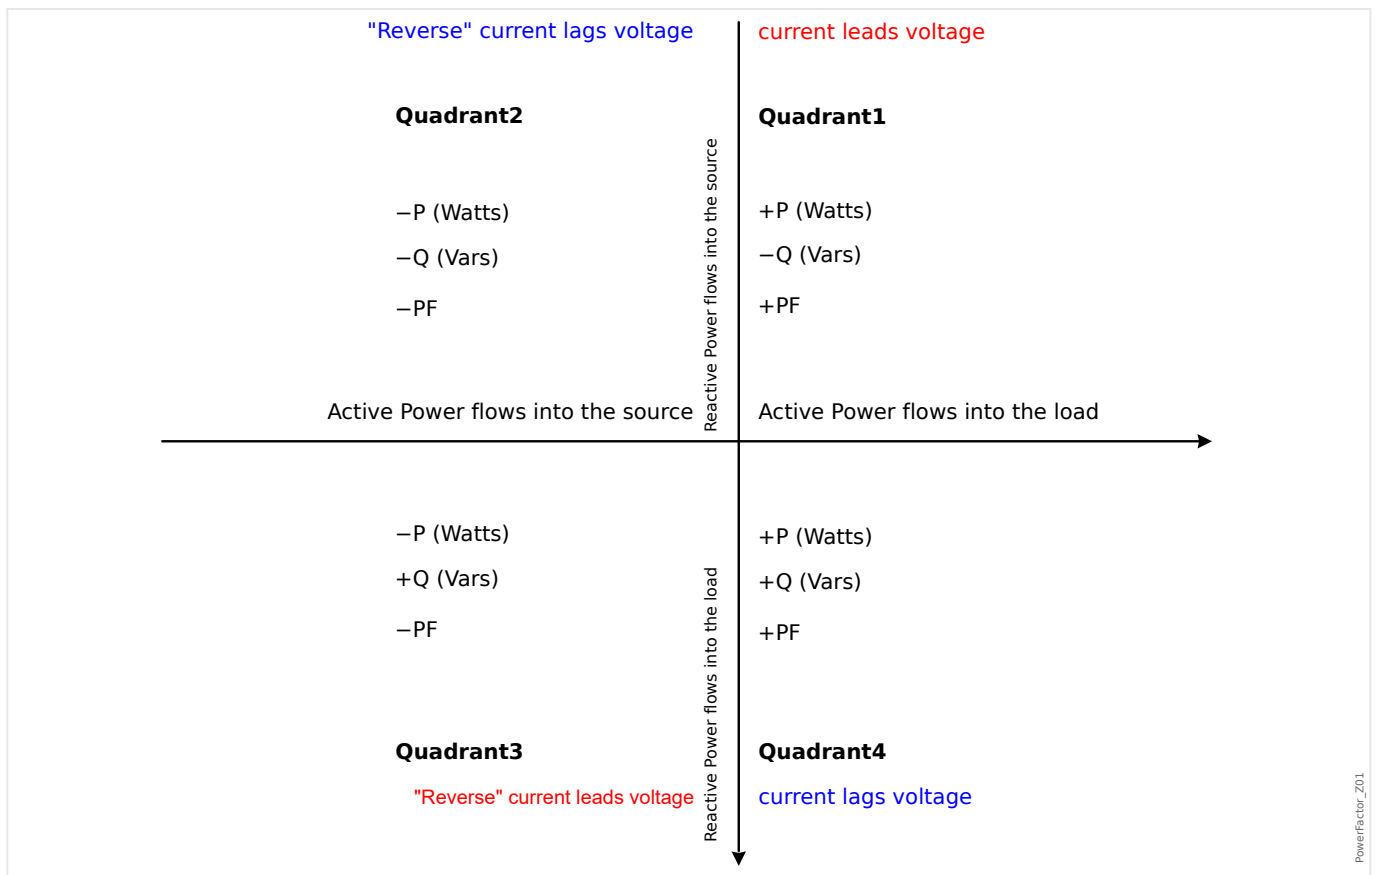 "Reverse" current lags voltage
current leads voltage
Quadrant2
Quadrant1
Reactive Power flows into the source
−P (Watts)
+P (Watts)
−Q (Vars)
−Q (Vars)
−PF
+PF
Active Power flows into the source
Active Power flows into the load
−P (Watts)
+P (Watts)
+Q (Vars)
+Q (Vars)
−PF
+PF
Reactive Power flows into the load
Quadrant3
Quadrant4
"Reverse" current leads voltage
current lags voltage
PowerFactor_Z01